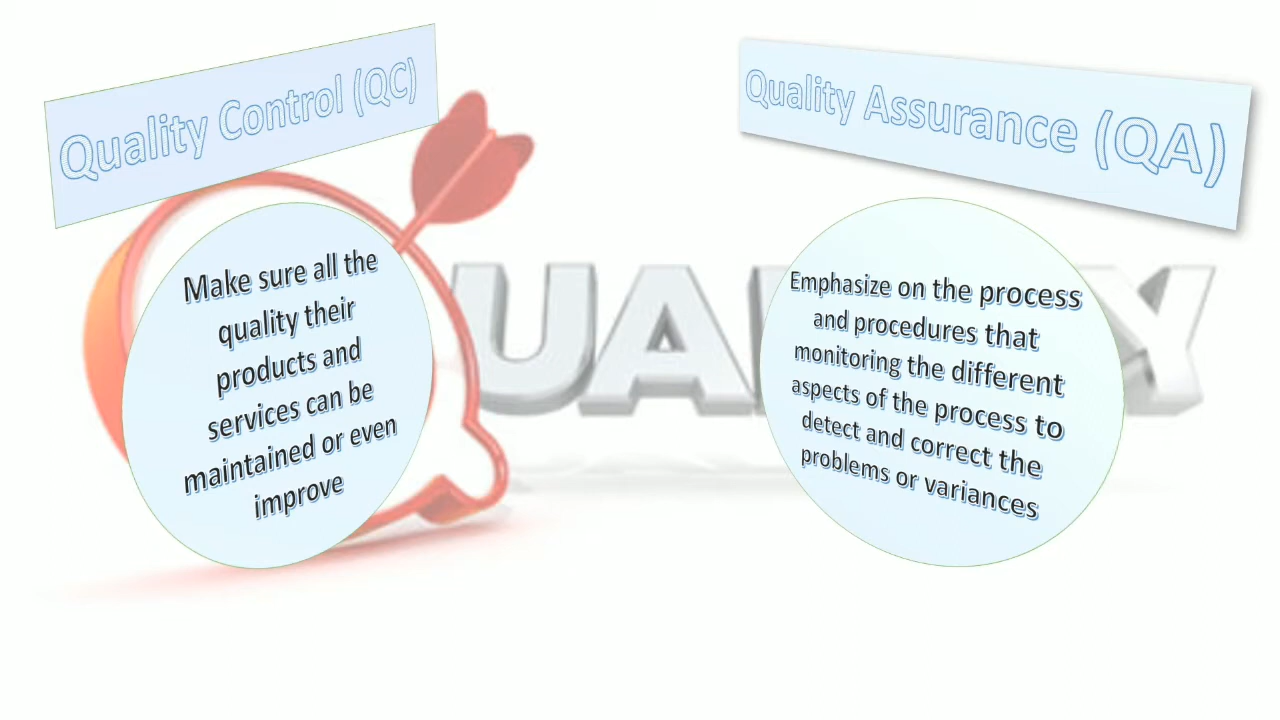 Quality Control (QC)
Make sure all the
quality their
products and
services can be
maintained or even
improve
Quality Assurance (QA)
Emphasize on the process
and procedures that
monitoring the different
aspects of the process to
detect and correct the
problems or variances
QUALITY